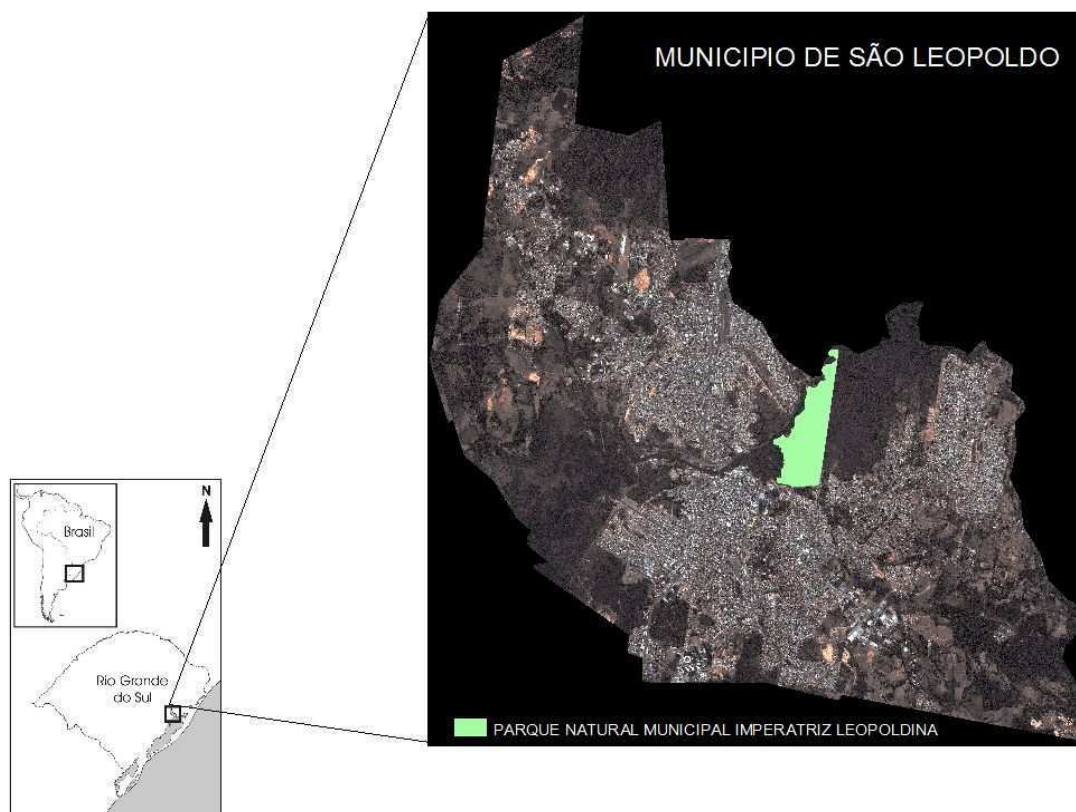 MUNICIPIO DE SÃO LEOPOLDO
N
Brasil
Rio Grande
do Sul
PARQUE NATURAL MUNICIPAL IMPERATRIZ LEOPOLDINA